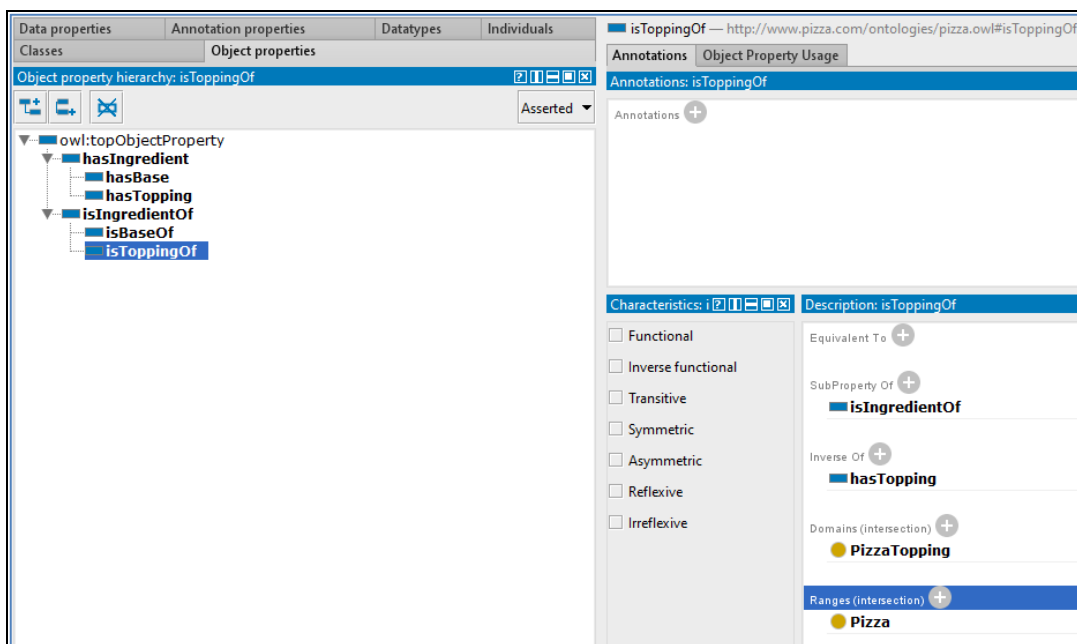 Data properties Annotation properties Datatypes Individuals
Classes Object properties
Object property hierarchy: isToppingOf
Asserted
owl:topObjectProperty
hasIngredient
hasBase
hasTopping
isIngredientOf
isBaseOf
isToppingOf
isToppingOf — http://www.pizza.com/ontologies/pizza.owl#isToppingOf
Annotations Object Property Usage
Annotations: isToppingOf
Annotations
Characteristics: i
Functional
Inverse functional
Transitive
Symmetric
Asymmetric
Reflexive
Irreflexive
Description: isToppingOf
Equivalent To
SubProperty Of
isIngredientOf
Inverse Of
hasTopping
Domains (intersection)
PizzaTopping
Ranges (intersection)
Pizza